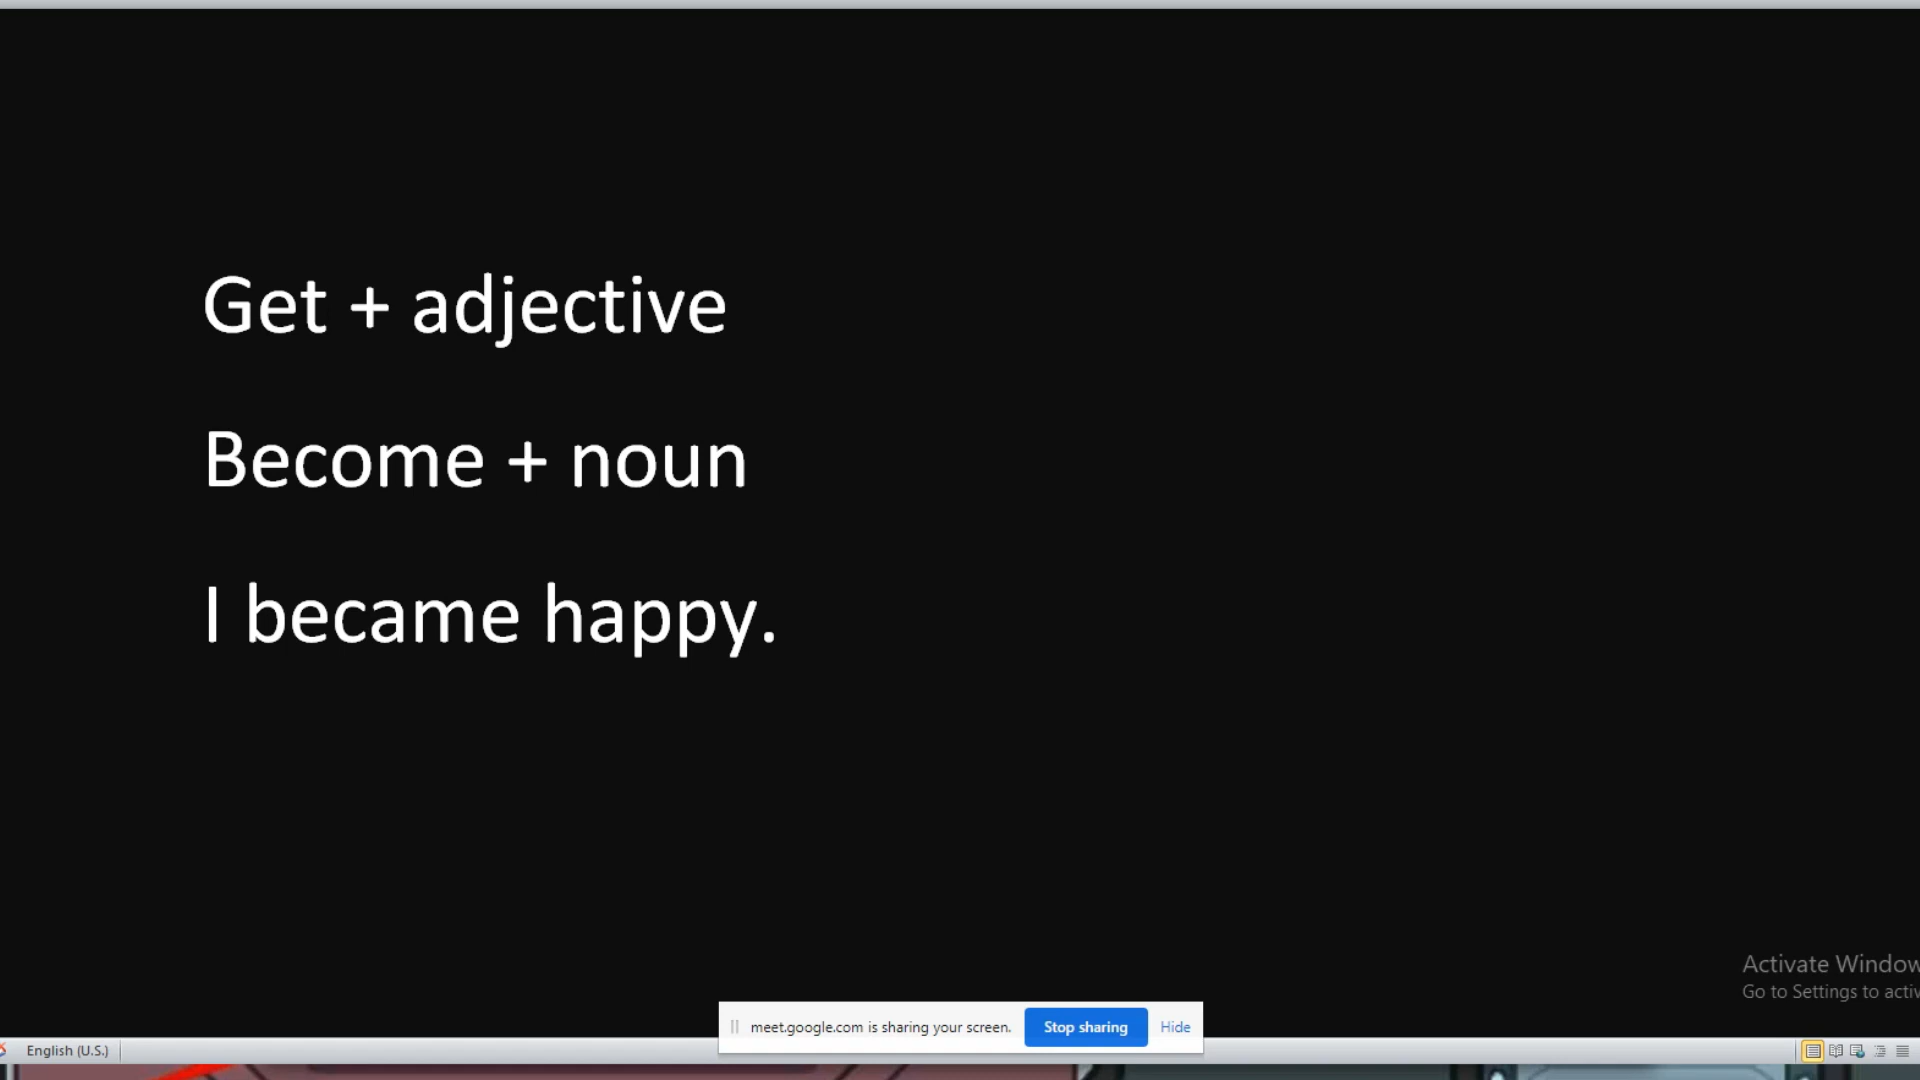 Get + adjective
Become + noun
I became happy.
Activate Window
Go to Settings to activ
meet.google.com is sharing your screen.
Stop sharing
Hide
English (U.S.)